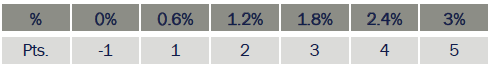 % 0% 0.6% 1.2% 1.8% 2.4% 3%
Pts. -1 1 2 3 4 5